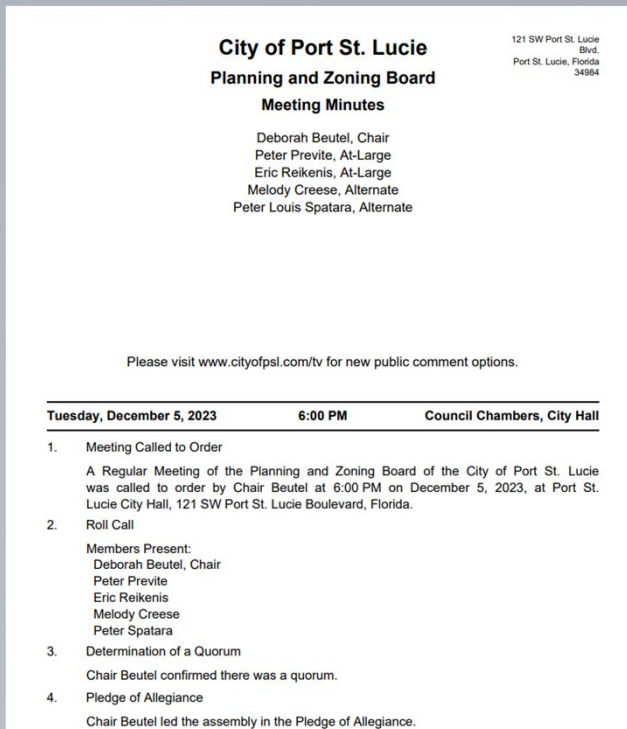 City of Port St. Lucie
Planning and Zoning Board
Meeting Minutes
121 SW Port St. Lucie
Blvd.
Port St. Lucie, Florida
34984
Deborah Beutel, Chair
Peter Previte, At-Large
Eric Reikenis, At-Large
Melody Creese, Alternate
Peter Louis Spatara, Alternate
Please visit www.cityofpsl.com/tv for new public comment options.
Tuesday, December 5, 2023 6:00 PM Council Chambers, City Hall
1. Meeting Called to Order
A Regular Meeting of the Planning and Zoning Board of the City of Port St. Lucie
was called to order by Chair Beutel at 6:00 PM on December 5, 2023, at Port St.
Lucie City Hall, 121 SW Port St. Lucie Boulevard, Florida.
2. Roll Call
Members Present:
Deborah Beutel, Chair
Peter Previte
Eric Reikenis
Melody Creese
Peter Spatara
3. Determination of a Quorum
Chair Beutel confirmed there was a quorum.
4. Pledge of Allegiance
Chair Beutel led the assembly in the Pledge of Allegiance.